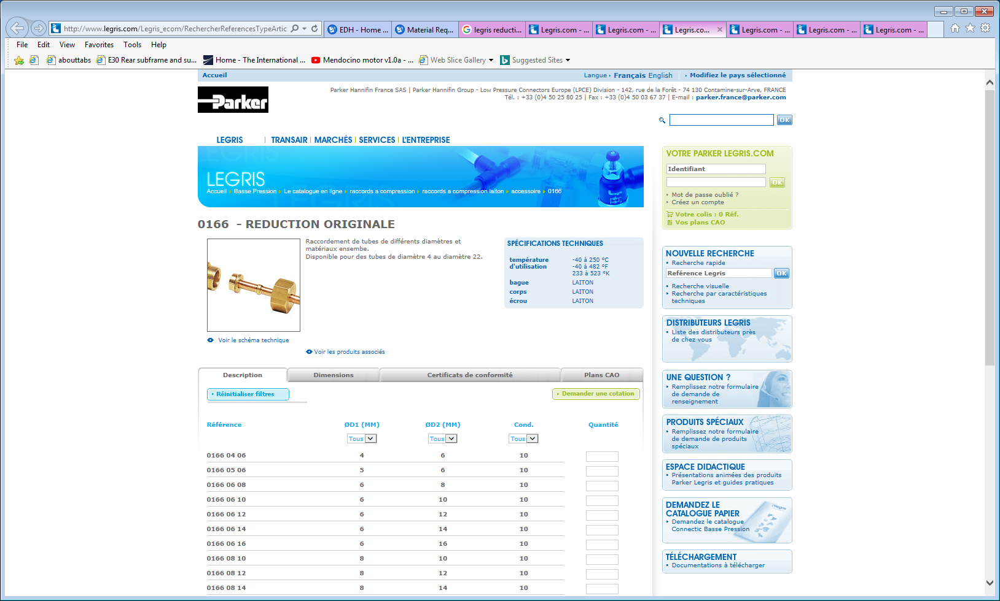 http://www.legris.com/Legris_ecom/RechercherReferencesTypeArtic
EDH - Home ...
Material Req...
legris reducti...
Legris.com - ...
Legris.com - ...
Legris.co...
Legris.com - ...
Legris.com - ...
Legris.com - ...
File Edit View Favorites Tools Help
abouttabs
E30 Rear subframe and su...
Home - The International ...
Mendocino motor v1.0a - ...
Web Slice Gallery
Suggested Sites
Accueil
Langue Français English
Modifiez le pays sélectionné
Parker
Parker Hannifin France SAS | Parker Hannifin Group - Low Pressure Connectors Europe (LPCE) Division - 142, rue de la Forêt - 74 130 Contamine-sur-Arve, FRANCE
Tél. : +33 (0)4 50 25 80 25 | Fax : +33 (0)4 50 03 67 37 | E-mail : parker.france@parker.com
OK
LEGRIS | TRANSAIR | MARCHÉS | SERVICES | L'ENTREPRISE
LEGRIS
LEGRIS
LEGRIS
Accueil Basse Pression Le catalogue en ligne raccords a compression raccords a compression laiton accessoire 0166
0166 - REDUCTION ORIGINALE
Raccordement de tubes de différents diamètres et
matériaux ensembe.
Disponible pour des tubes de diamètre 4 au diamètre 22.
Voir le schéma technique
Voir les produits associés
SPÉCIFICATIONS TECHNIQUES
température -40 à 250 °C
d'utilisation -40 à 482 °F
233 à 523 °K
bague LAITON
corps LAITON
écrou LAITON
Description Dimensions Certificats de conformité Plans CAO
Réinitialiser filtres
Demander une cotation
Référence ØD1 (MM) ØD2 (MM) Cond. Quantité
Tous Tous Tous
0166 04 06 4 6 10
0166 05 06 5 6 10
0166 06 08 6 8 10
0166 06 10 6 10 10
0166 06 12 6 12 10
0166 06 14 6 14 10
0166 06 16 6 16 10
0166 08 10 8 10 10
0166 08 12 8 12 10
0166 08 14 8 14 10
VOTRE PARKER LEGRIS.COM
Identifiant
OK
Mot de passe oublié ?
Créez un compte
Votre colis : 0 Réf.
Vos plans CAO
NOUVELLE RECHERCHE
Recherche rapide
Reférence Legris
OK
Recherche visuelle
Recherche par caractéristiques
techniques
DISTRIBUTEURS LEGRIS
Liste des distributeurs près
de chez vous
UNE QUESTION ?
Remplissez notre formulaire
de demande de
renseignement
PRODUITS SPÉCIAUX
Remplissez notre formulaire
de demande de produits
spéciaux
ESPACE DIDACTIQUE
Présentations animées des produits
Parker Legris et guides pratiques
DEMANDEZ LE
CATALOGUE PAPIER
Demandez le catalogue
Connectic Basse Pression
TÉLÉCHARGEMENT
Documentations à télécharger